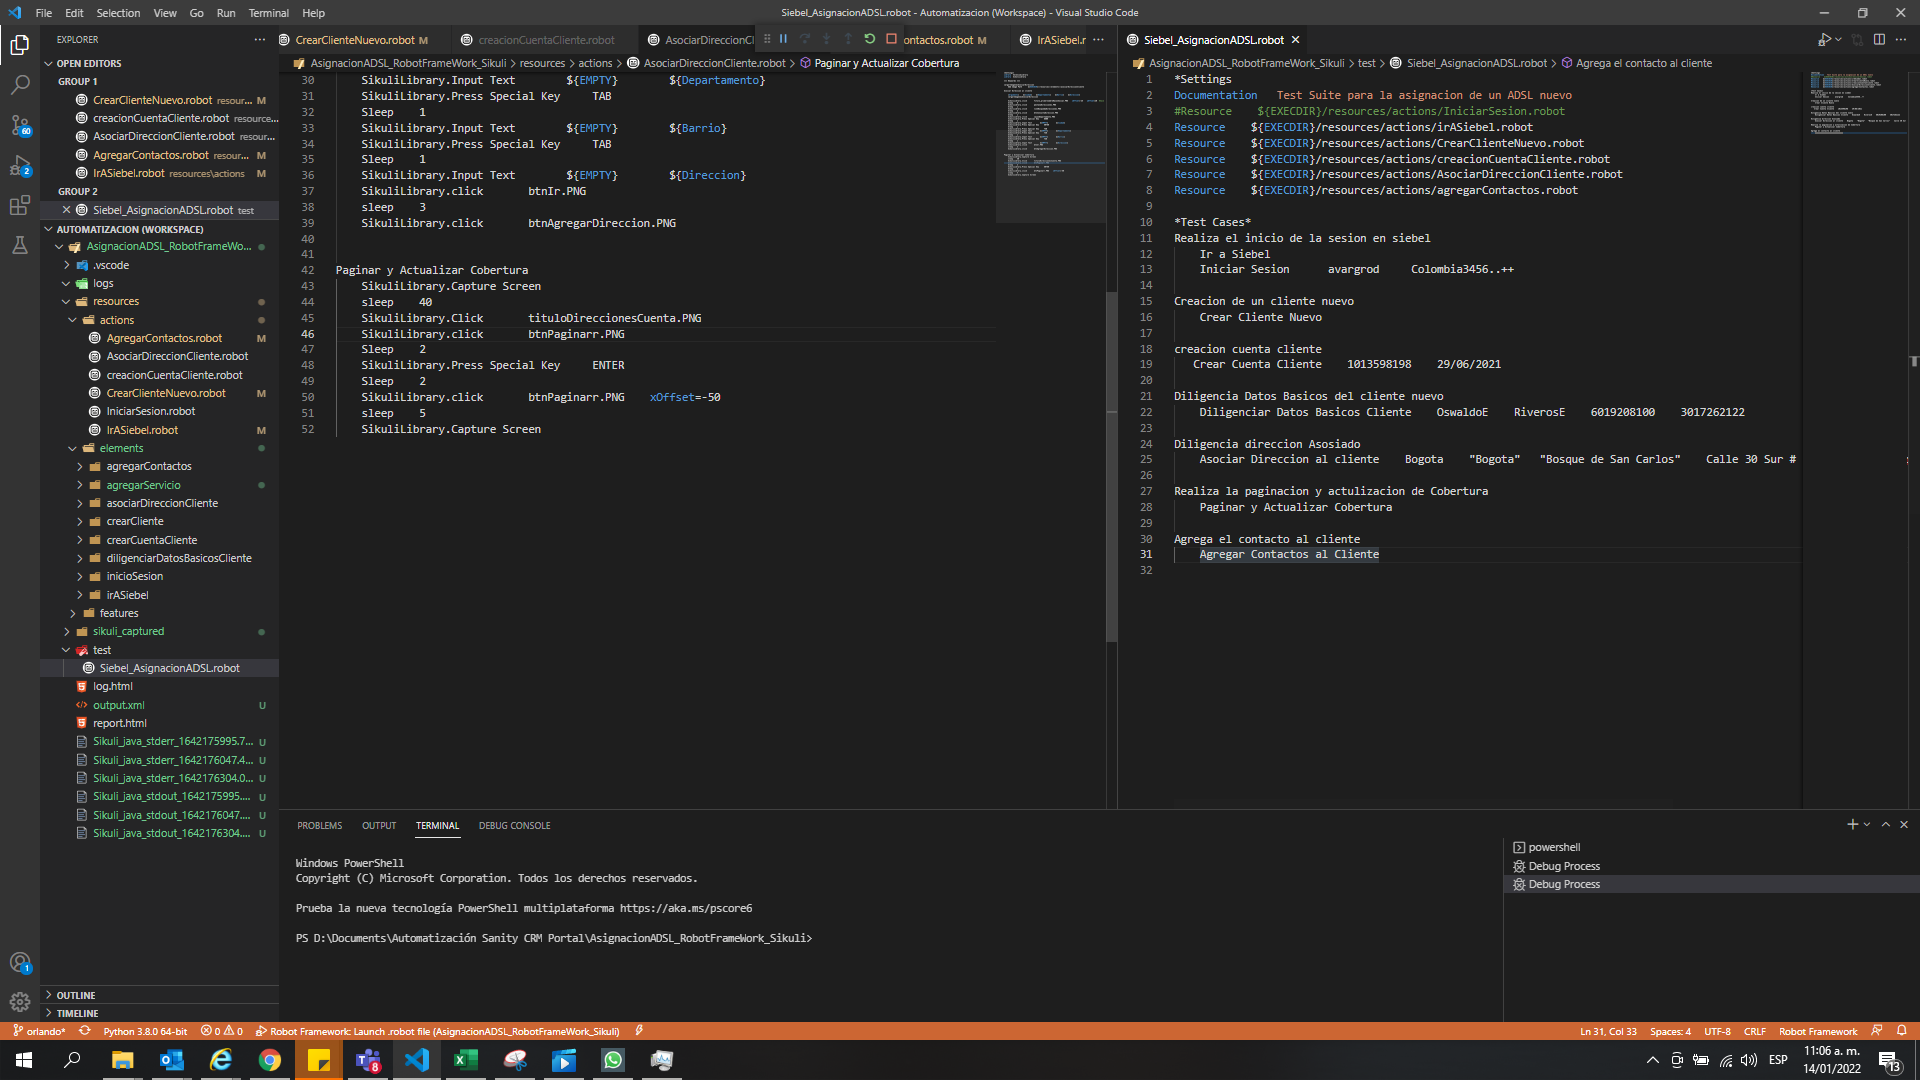 File Edit Selection View Go Run Terminal Help
Siebel_AsignacionADSL.robot - Automatizacion (Workspace) - Visual Studio Code
EXPLORER
OPEN EDITORS
GROUP 1
CrearClienteNuevo.robot resour... M
creacionCuentaCliente.robot resource...
AsociarDireccionCliente.robot resour...
AgregarContactos.robot resour... M
IrASiebel.robot resources\actions M
GROUP 2
Siebel_AsignacionADSL.robot test
AUTOMATIZACION (WORKSPACE)
AsignacionADSL_RobotFrameWo...
.vscode
logs
resources
actions
AgregarContactos.robot M
AsociarDireccionCliente.robot
creacionCuentaCliente.robot
CrearClienteNuevo.robot M
IniciarSesion.robot
IrASiebel.robot M
elements
agregarContactos
agregarServicio
asociarDireccionCliente
crearCliente
crearCuentaCliente
diligenciarDatosBasicosCliente
inicioSesion
irASiebel
features
sikuli_captured
test
Siebel_AsignacionADSL.robot
log.html
output.xml U
report.html
Sikuli_java_stderr_1642175995.7... U
Sikuli_java_stderr_1642176047.4... U
Sikuli_java_stderr_1642176304.0... U
Sikuli_java_stdout_1642175995.... U
Sikuli_java_stdout_1642176047.... U
Sikuli_java_stdout_1642176304.... U
OUTLINE
TIMELINE
60
2
1
CrearClienteNuevo.robot M
creacionCuentaCliente.robot
AsociarDireccionCl
ontactos.robot M
IrASiebel.r
AsignacionADSL_RobotFrameWork_Sikuli > resources > actions > AsociarDireccionCliente.robot > Paginar y Actualizar Cobertura
30 SikuliLibrary.Input Text ${EMPTY} ${Departamento}
31 SikuliLibrary.Press Special Key TAB
32 Sleep 1
33 SikuliLibrary.Input Text ${EMPTY} ${Barrio}
34 SikuliLibrary.Press Special Key TAB
35 Sleep 1
36 SikuliLibrary.Input Text ${EMPTY} ${Direccion}
37 SikuliLibrary.click btnIr.PNG
38 sleep 3
39 SikuliLibrary.click btnAgregarDireccion.PNG
40
41
42 Paginar y Actualizar Cobertura
43 SikuliLibrary.Capture Screen
44 sleep 40
45 SikuliLibrary.Click tituloDireccionesCuenta.PNG
46 SikuliLibrary.click btnPaginarr.PNG
47 Sleep 2
48 SikuliLibrary.Press Special Key ENTER
49 Sleep 2
50 SikuliLibrary.click btnPaginarr.PNG xOffset=-50
51 sleep 5
52 SikuliLibrary.Capture Screen
Siebel_AsignacionADSL.robot
AsignacionADSL_RobotFrameWork_Sikuli > test > Siebel_AsignacionADSL.robot > Agrega el contacto al cliente
1 *Settings
2 Documentation Test Suite para la asignacion de un ADSL nuevo
3 #Resource ${EXECDIR}/resources/actions/IniciarSesion.robot
4 Resource ${EXECDIR}/resources/actions/irASiebel.robot
5 Resource ${EXECDIR}/resources/actions/CrearClienteNuevo.robot
6 Resource ${EXECDIR}/resources/actions/creacionCuentaCliente.robot
7 Resource ${EXECDIR}/resources/actions/AsociarDireccionCliente.robot
8 Resource ${EXECDIR}/resources/actions/agregarContactos.robot
9
10 *Test Cases*
11 Realiza el inicio de la sesion en siebel
12 Ir a Siebel
13 Iniciar Sesion avargrod Colombia3456..++
14
15 Creacion de un cliente nuevo
16 Crear Cliente Nuevo
17
18 creacion cuenta cliente
19 Crear Cuenta Cliente 1013598198 29/06/2021
20
21 Diligencia Datos Basicos del cliente nuevo
22 Diligenciar Datos Basicos Cliente OswaldoE RiverosE 6019208100 3017262122
23
24 Diligencia direccion Asosiado
25 Asociar Direccion al cliente Bogota "Bogota" "Bosque de San Carlos" Calle 30 Sur #
26
27 Realiza la paginacion y actulizacion de Cobertura
28 Paginar y Actualizar Cobertura
29
30 Agrega el contacto al cliente
31 Agregar Contactos al Cliente
32
PROBLEMS OUTPUT TERMINAL DEBUG CONSOLE
Windows PowerShell
Copyright (C) Microsoft Corporation. Todos los derechos reservados.
Prueba la nueva tecnología PowerShell multiplataforma https://aka.ms/pscore6
PS D:\Documents\Automatización Sanity CRM Portal\AsignacionADSL_RobotFrameWork_Sikuli>
powershell
Debug Process
Debug Process
orlando* Python 3.8.0 64-bit 0 0 Robot Framework: Launch .robot file (AsignacionADSL_RobotFrameWork_Sikuli)
Ln 31, Col 33 Spaces: 4 UTF-8 CRLF Robot Framework
8
ESP
11:06 a. m.
14/01/2022
13